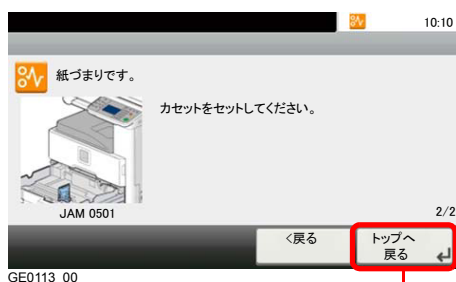 10:10
紙づまりです。
カセットをセットしてください。
JAM 0501
2/2
<戻る
トップへ
戻る
GE0113_00